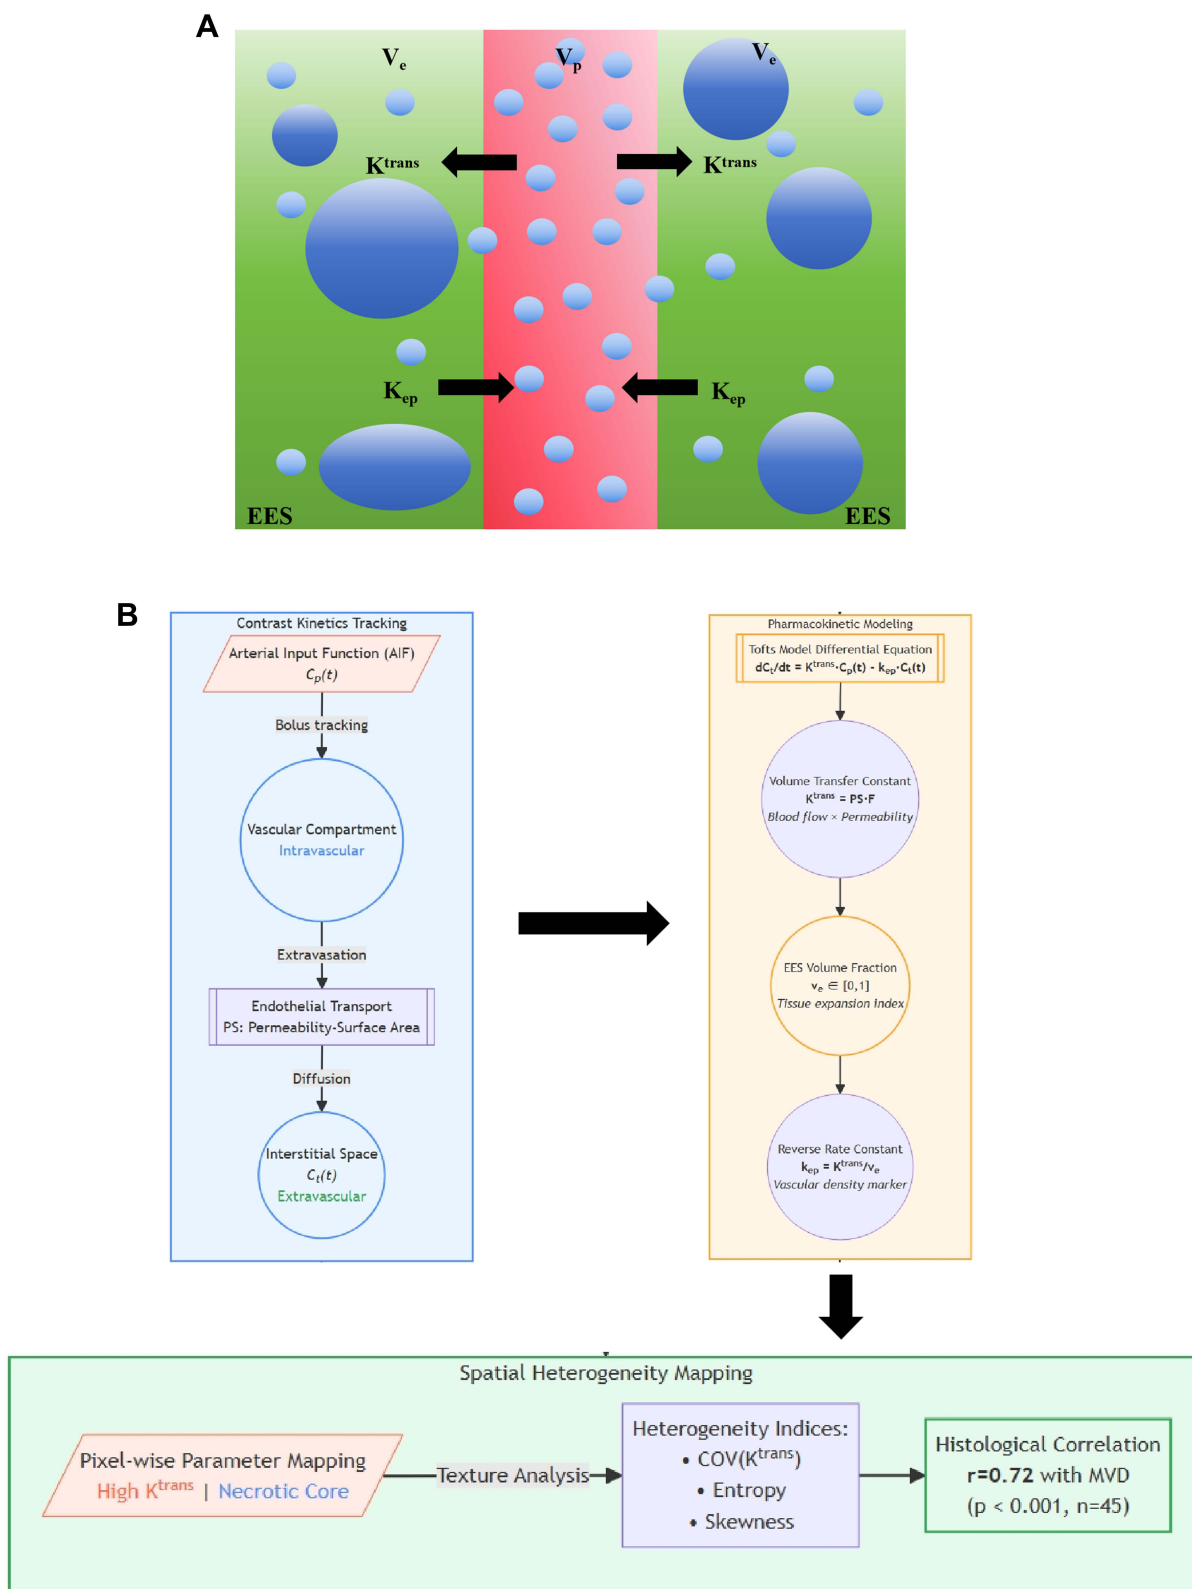 A
Ve
Vp
Ve
Ktrans
Ktrans
Kep
Kep
EES
EES
B
Contrast Kinetics Tracking
Arterial Input Function (AIF)
Cp(t)
Bolus tracking
Vascular Compartment
Intravascular
Extravasation
Endothelial Transport
PS: Permeability-Surface Area
Diffusion
Interstitial Space
Ct(t)
Extravascular
Pharmacokinetic Modeling
Tofts Model Differential Equation
dCt/dt = Ktrans·Cp(t) - kep·Ct(t)
Volume Transfer Constant
Ktrans = PS·F
Blood flow × Permeability
EES Volume Fraction
ve ∈ [0,1]
Tissue expansion index
Reverse Rate Constant
kep = Ktrans/ve
Vascular density marker
Spatial Heterogeneity Mapping
Pixel-wise Parameter Mapping
High Ktrans | Necrotic Core
Texture Analysis
Heterogeneity Indices:
• COV(Ktrans)
• Entropy
• Skewness
Histological Correlation
r=0.72 with MVD
(p < 0.001, n=45)